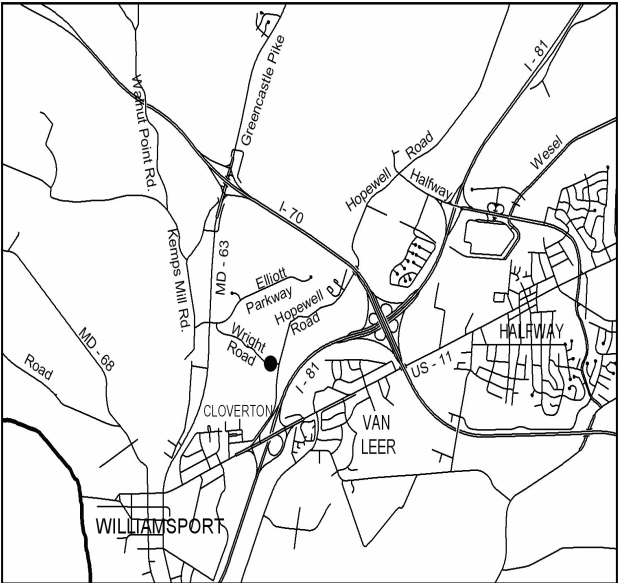 I - 81
Greencastle Pike
Walnut Point Rd.
Road
Hopewell
Halfway
Wesel
I - 70
MD - 63
Kemps Mill Rd.
Elliott
Parkway
Hopewell
Road
Wright
Road
MD - 68
Road
I - 81
US - 11
HALFWAY
CLOVERTON
VAN
LEER
WILLIAMSPORT